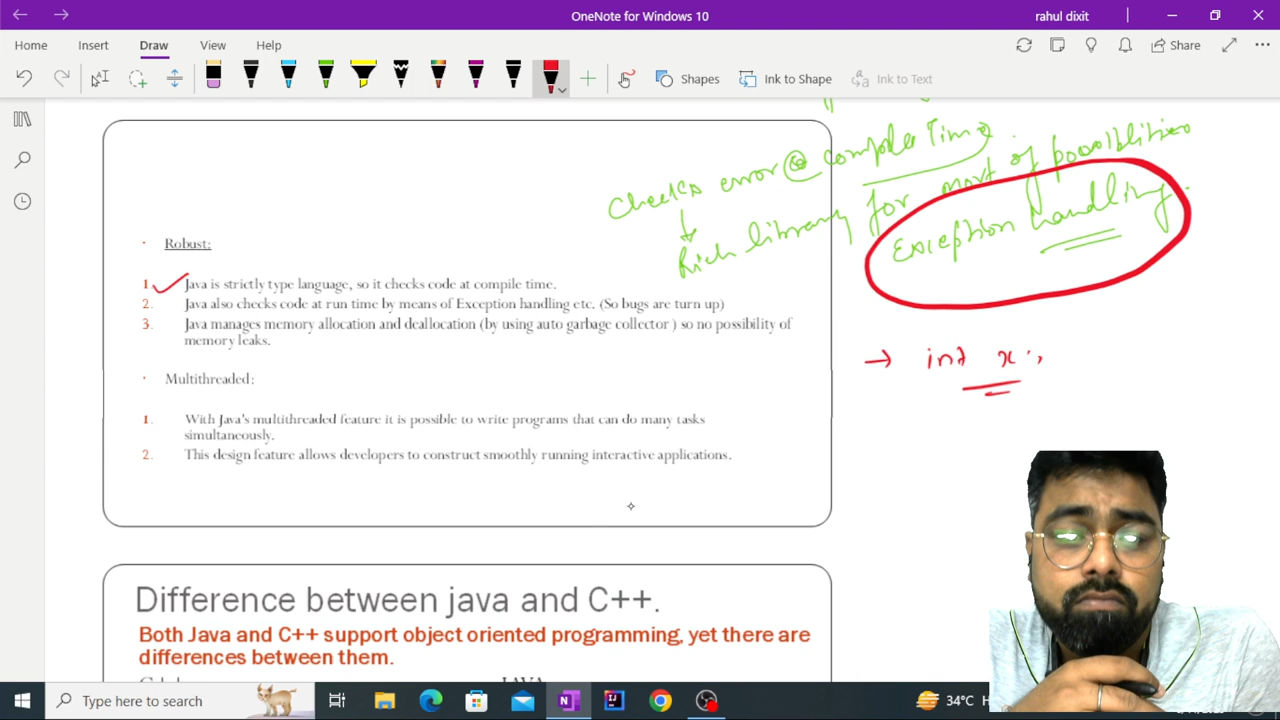 OneNote for Windows 10
rahul dixit
Home Insert Draw View Help
Share
Shapes
Ink to Shape
Ink to Text
checks error@ compile Time
for most of possiblities
Rich library
Exception handling.
Robust:
1. Java is strictly type language, so it checks code at compile time.
2. Java also checks code at run time by means of Exception handling etc. (So bugs are turn up)
3. Java manages memory allocation and deallocation (by using auto garbage collector ) so no possibility of
memory leaks.
→ int x;
Multithreaded:
1. With Java's multithreaded feature it is possible to write programs that can do many tasks
simultaneously.
2. This design feature allows developers to construct smoothly running interactive applications.
Difference between java and C++.
Both Java and C++ support object oriented programming, yet there are
differences between them.
JAVA
Type here to search
34°C